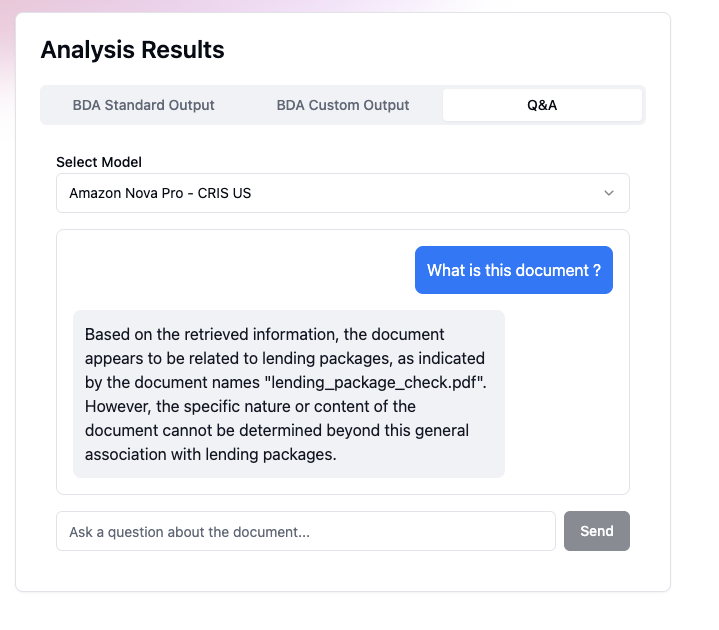 Analysis Results
BDA Standard Output
BDA Custom Output
Q&A
Select Model
Amazon Nova Pro - CRIS US
What is this document ?
Based on the retrieved information, the document
appears to be related to lending packages, as indicated
by the document names "lending_package_check.pdf".
However, the specific nature or content of the
document cannot be determined beyond this general
association with lending packages.
Ask a question about the document...
Send